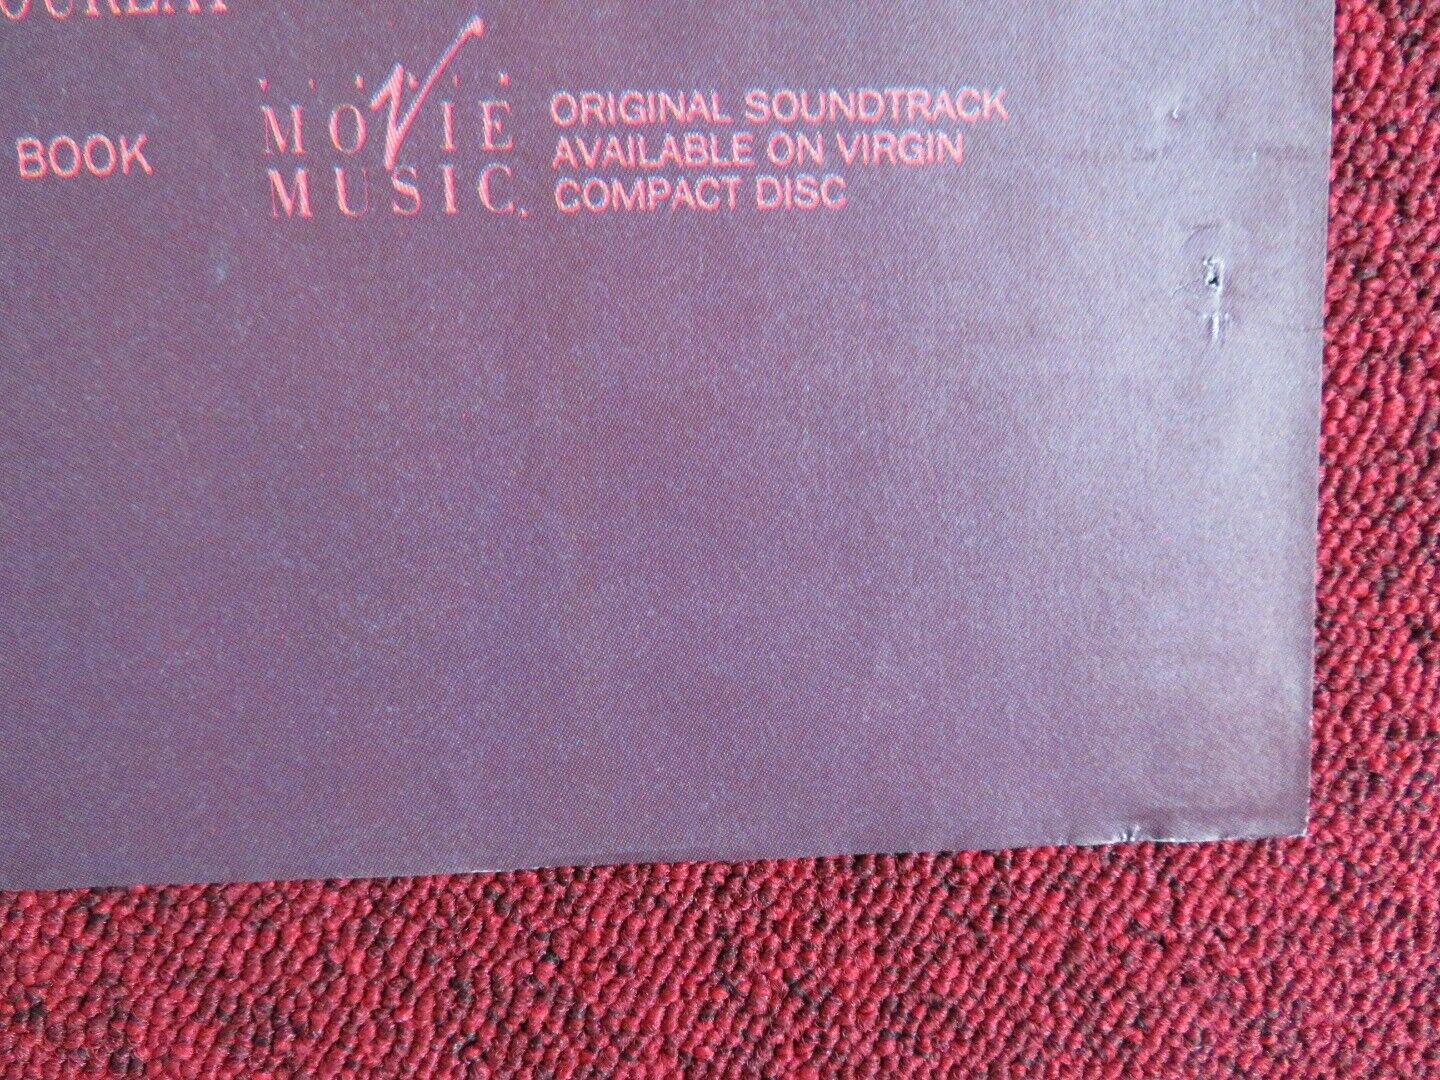 BOOK
MOVIE
MUSIC.
ORIGINAL SOUNDTRACK
AVAILABLE ON VIRGIN
COMPACT DISC